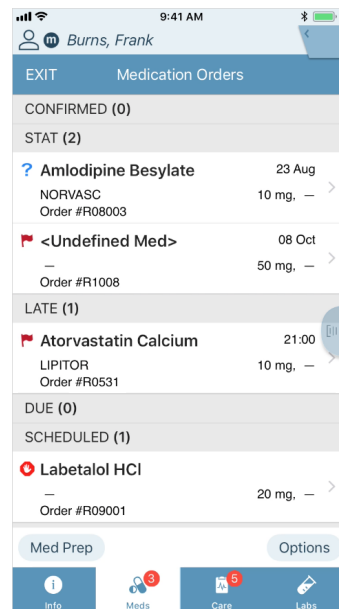 9:41 AM
m Burns, Frank
EXIT Medication Orders
CONFIRMED (0)
STAT (2)
? Amlodipine Besylate 23 Aug
NORVASC 10 mg, —
Order #R08003
<Undefined Med> 08 Oct
— 50 mg, —
Order #R1008
LATE (1)
Atorvastatin Calcium 21:00
LIPITOR 10 mg, —
Order #R0531
DUE (0)
SCHEDULED (1)
Labetalol HCl
— 20 mg, —
Order #R09001
Med Prep Options
3 5
Info Meds Care Labs